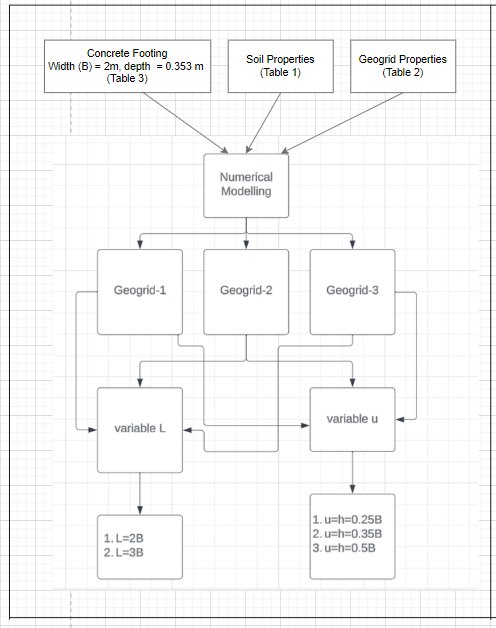 Concrete Footing
Width (B) = 2m, depth = 0.353 m
(Table 3)
Soil Properties
(Table 1)
Geogrid Properties
(Table 2)
Numerical
Modelling
Geogrid-1
Geogrid-2
Geogrid-3
variable L
variable u
1. L=2B
2. L=3B
1. u=h=0.25B
2. u=h=0.35B
3. u=h=0.5B